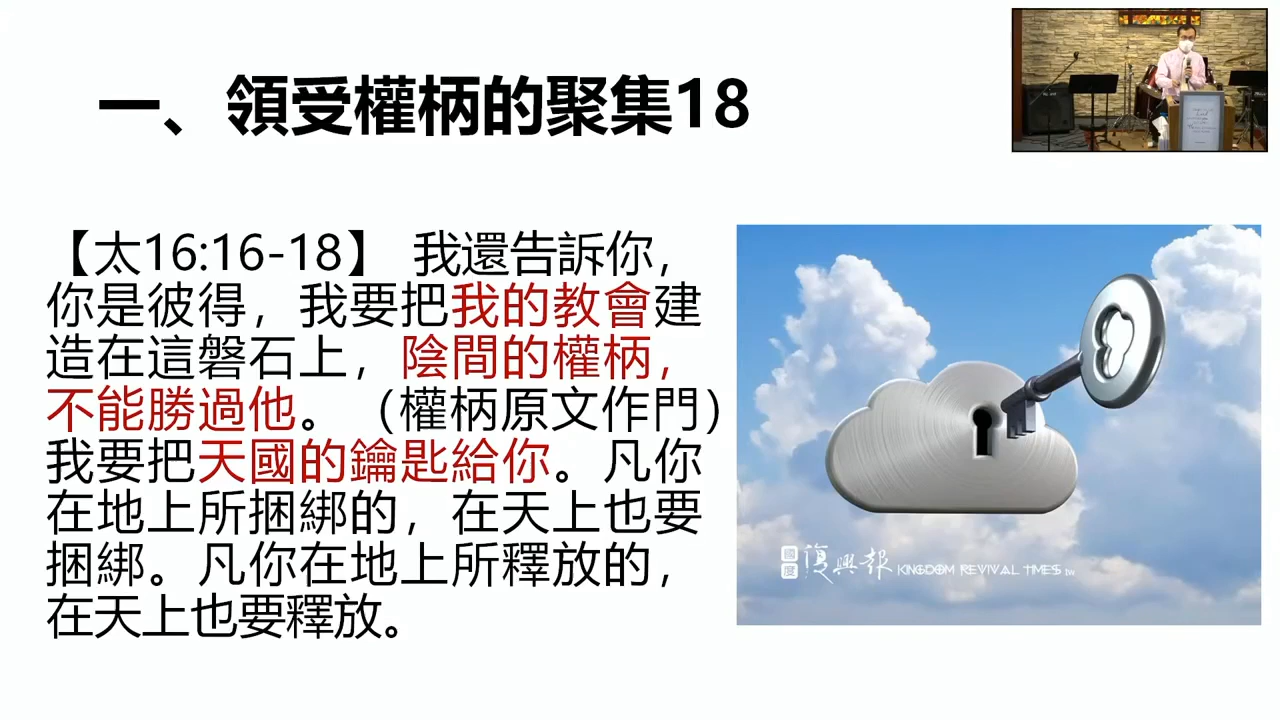 一、領受權柄的聚集18
【太16:16-18】 我還告訴你，
你是彼得，我要把我的教會建
造在這磐石上，陰間的權柄，
不能勝過他。（權柄原文作門）
我要把天國的鑰匙給你。凡你
在地上所捆綁的，在天上也要
捆綁。凡你在地上所釋放的，
在天上也要釋放。
國度復興報 KINGDOM REVIVAL TIMES.tw